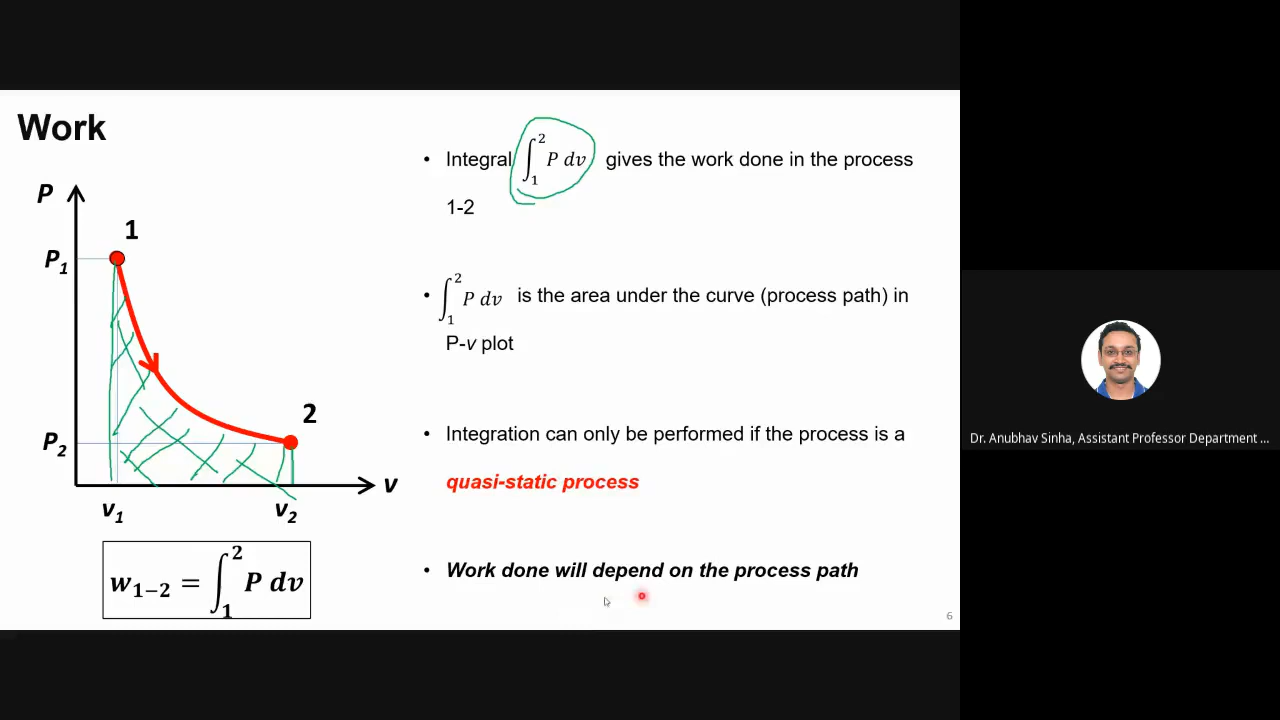 Work
P
1
P₁
2
P₂
v
v₁
v₂
w₁₋₂ = ∫₁² P dv
• Integral ∫₁² P dv gives the work done in the process
1-2
• ∫₁² P dv is the area under the curve (process path) in
P-v plot
• Integration can only be performed if the process is a
quasi-static process
• Work done will depend on the process path
6
Dr. Anubhav Sinha, Assistant Professor Department ...